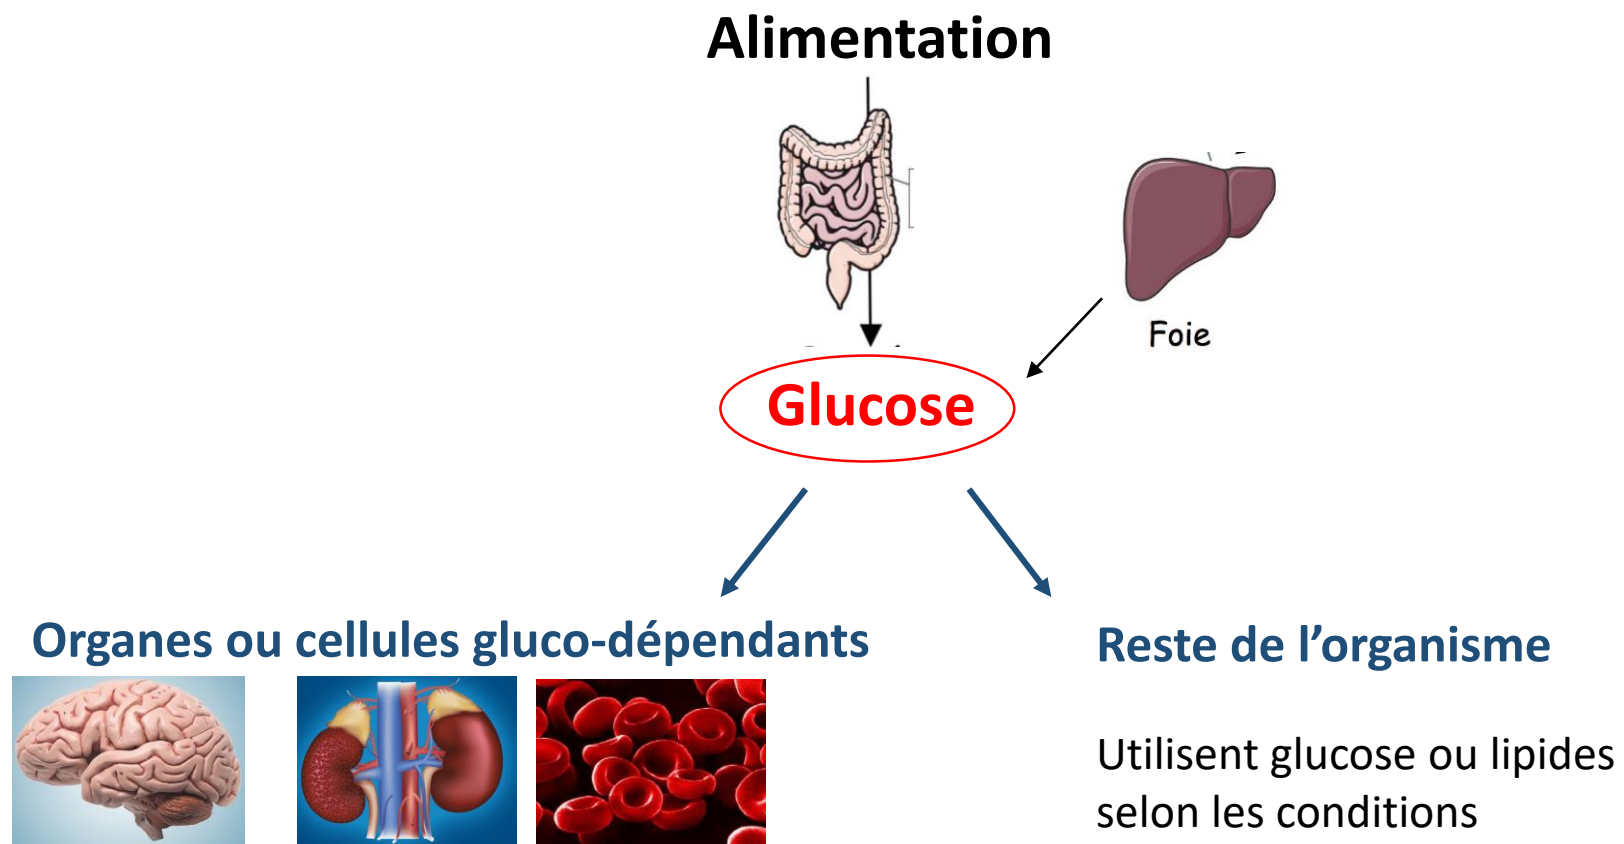 Alimentation
Foie
Glucose
Organes ou cellules gluco-dépendants
Reste de l’organisme
Utilisent glucose ou lipides
selon les conditions